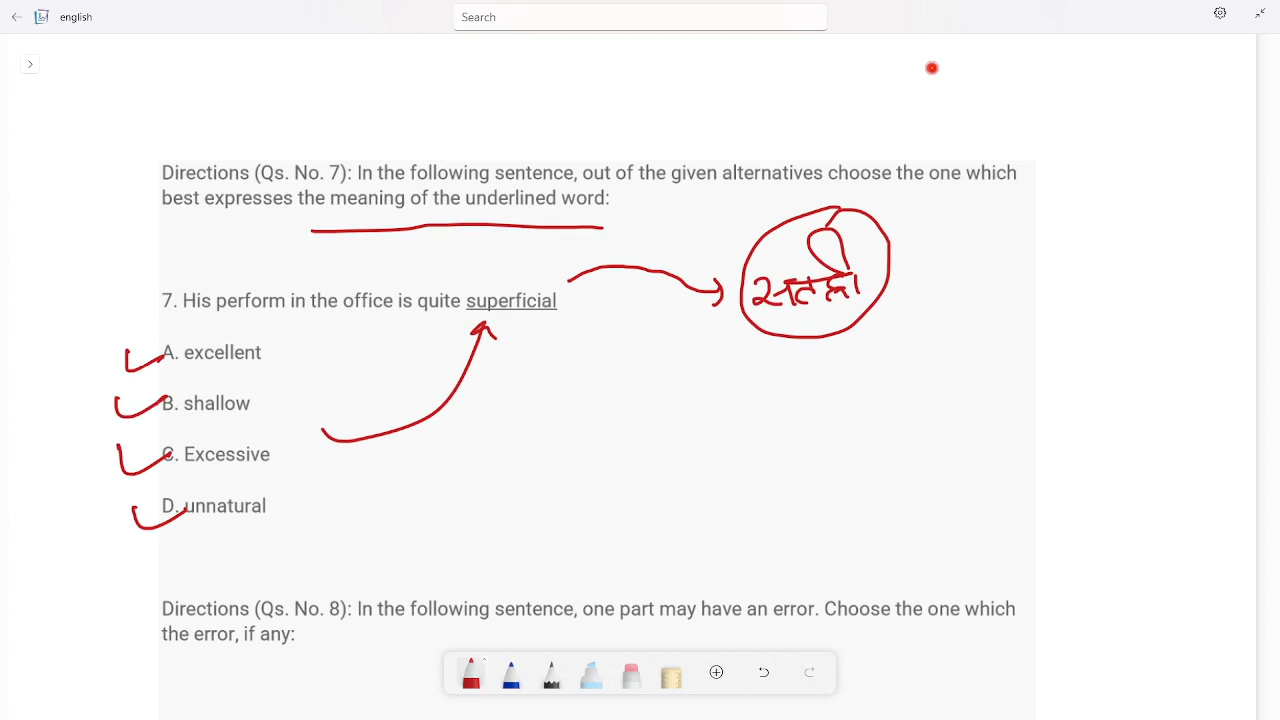 english
Search
Directions (Qs. No. 7): In the following sentence, out of the given alternatives choose the one which
best expresses the meaning of the underlined word:
7. His perform in the office is quite superficial
सतही
A. excellent
B. shallow
C. Excessive
D. unnatural
Directions (Qs. No. 8): In the following sentence, one part may have an error. Choose the one which
the error, if any: